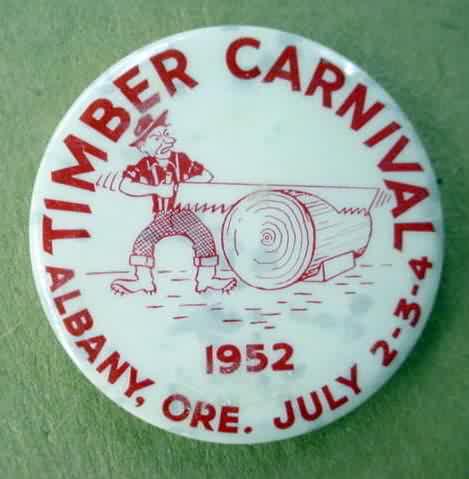 TIMBER CARNIVAL
1952
ALBANY, ORE. JULY 2-3-4